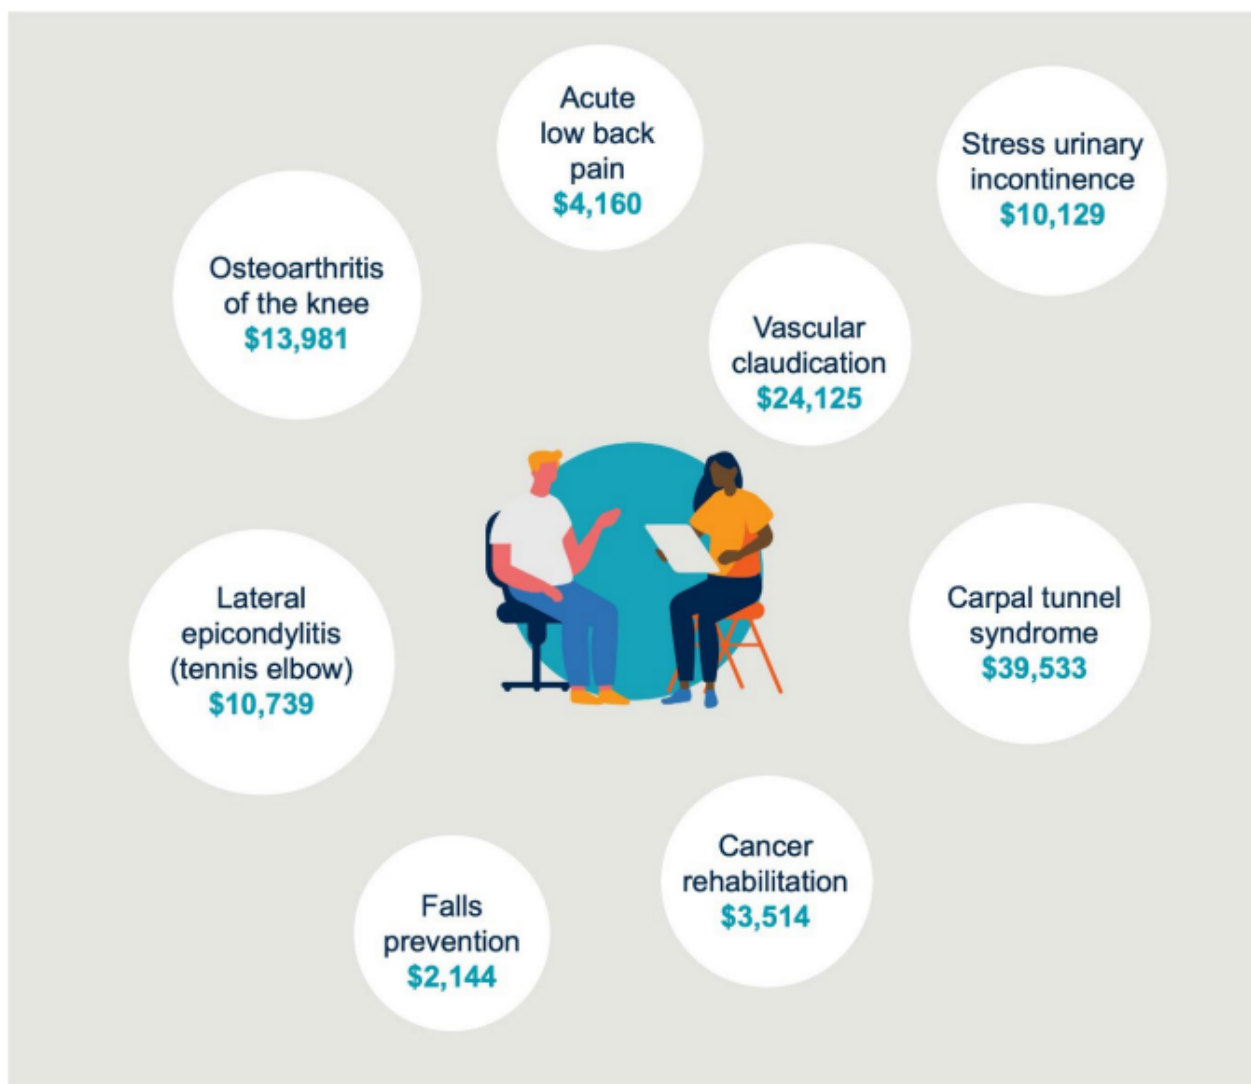 Acute
low back
pain
$4,160
Stress urinary
incontinence
$10,129
Osteoarthritis
of the knee
$13,981
Vascular
claudication
$24,125
Lateral
epicondylitis
(tennis elbow)
$10,739
Carpal tunnel
syndrome
$39,533
Cancer
rehabilitation
$3,514
Falls
prevention
$2,144